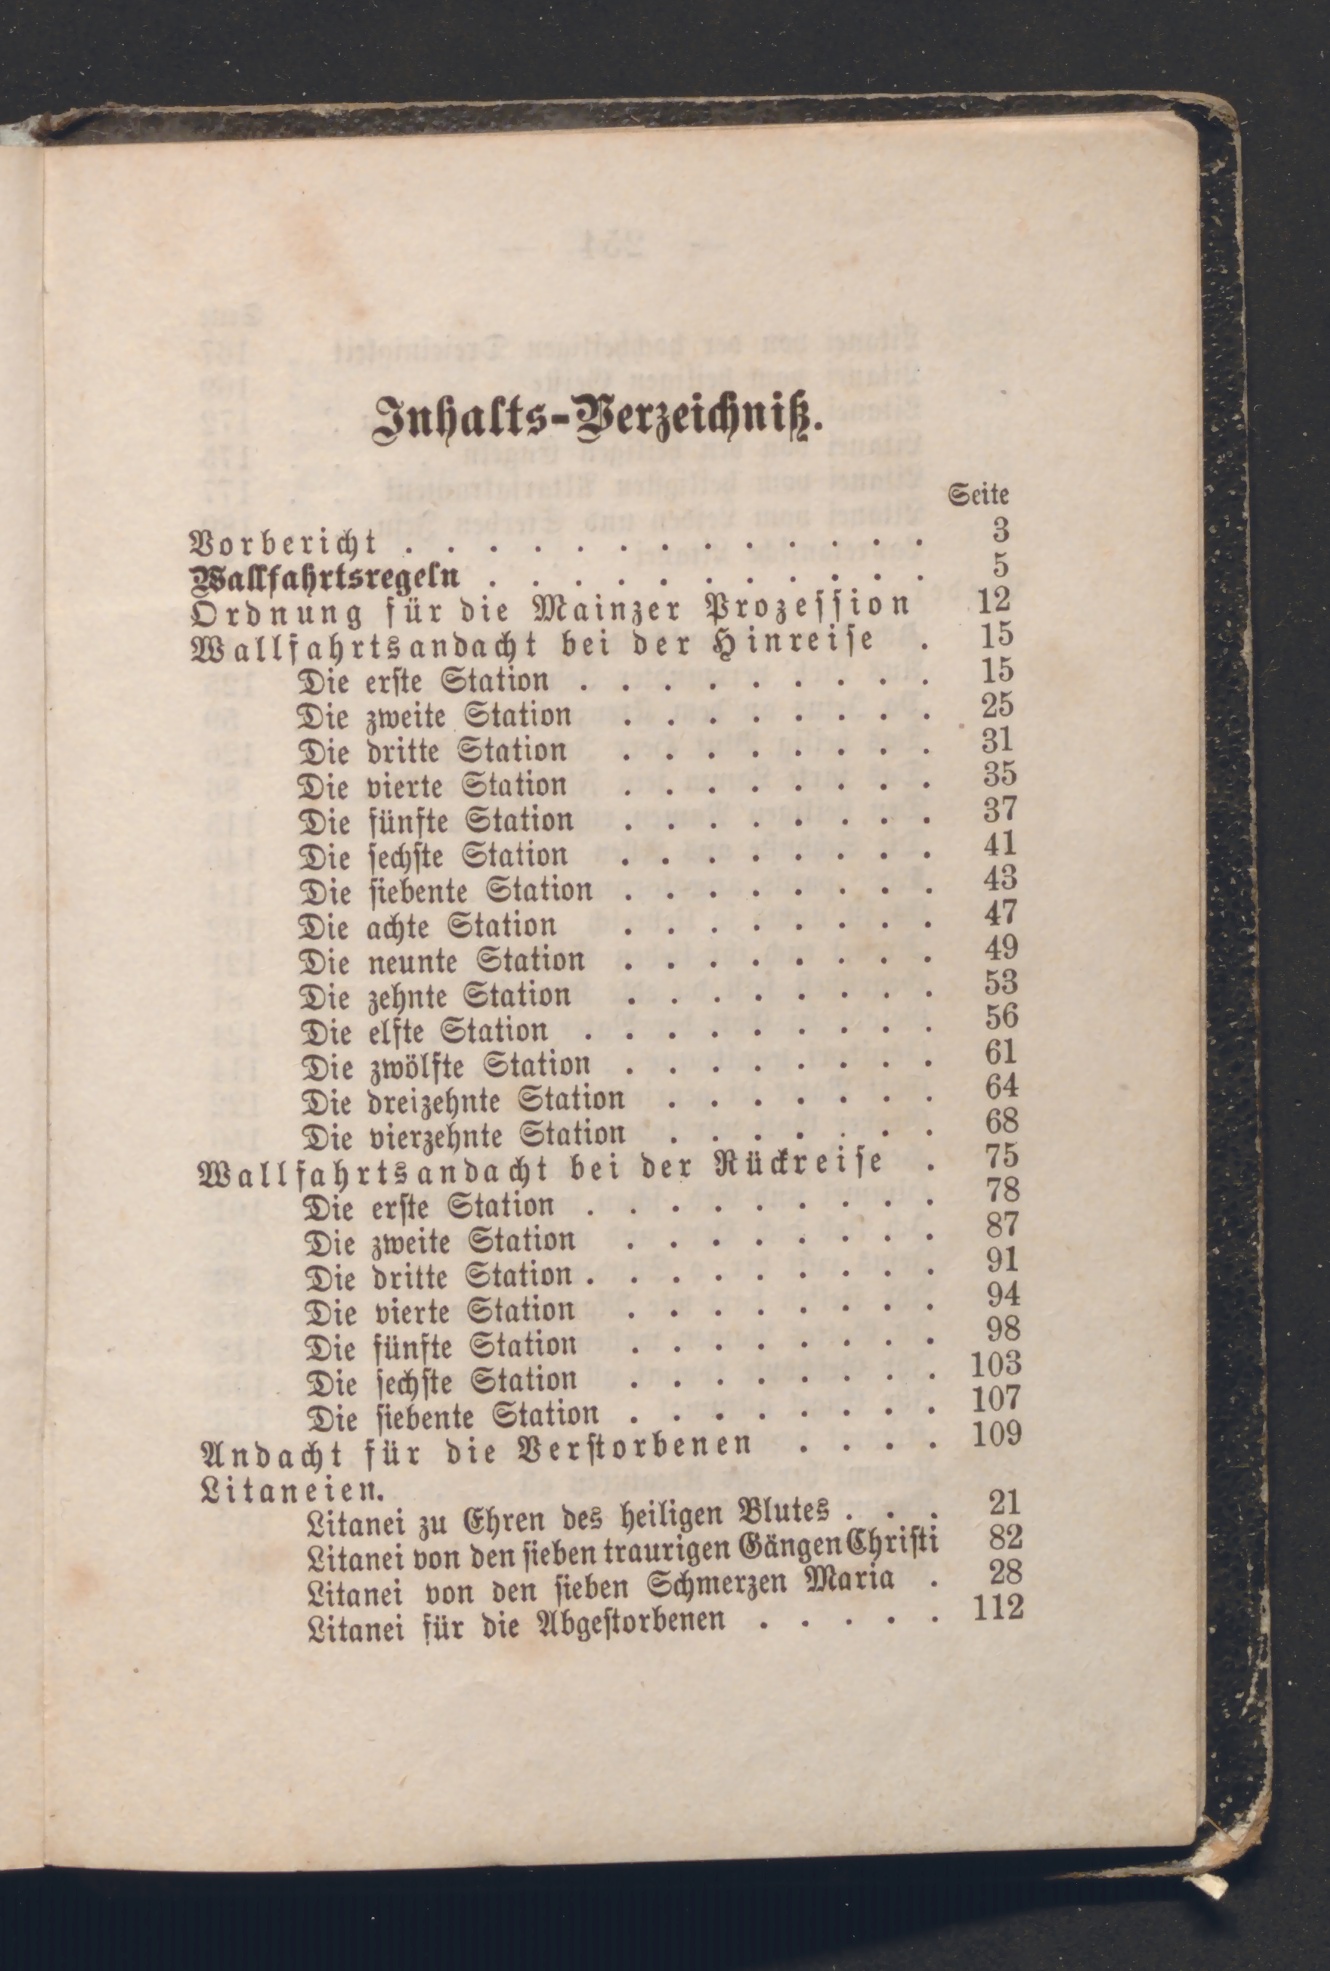 Inhalts-Verzeichniß.
Seite
Vorbericht . . . . . . . . . . . . . 3
Wallfahrtsregeln . . . . . . . . . . . 5
Ordnung für die Mainzer Prozession 12
Wallfahrtsandacht bei der Hinreise . 15
Die erste Station . . . . . . . . . 15
Die zweite Station . . . . . . . . 25
Die dritte Station . . . . . . . . 31
Die vierte Station . . . . . . . . 35
Die fünfte Station . . . . . . . . 37
Die sechste Station . . . . . . . . 41
Die siebente Station . . . . . . . . 43
Die achte Station . . . . . . . . 47
Die neunte Station . . . . . . . . 49
Die zehnte Station . . . . . . . . 53
Die elfte Station . . . . . . . . . 56
Die zwölfte Station . . . . . . . . 61
Die dreizehnte Station . . . . . . . 64
Die vierzehnte Station . . . . . . . 68
Wallfahrtsandacht bei der Rückreise . 75
Die erste Station . . . . . . . . . 78
Die zweite Station . . . . . . . . 87
Die dritte Station . . . . . . . . . 91
Die vierte Station . . . . . . . . 94
Die fünfte Station . . . . . . . . 98
Die sechste Station . . . . . . . . 103
Die siebente Station . . . . . . . . 107
Andacht für die Verstorbenen . . . . 109
Litaneien.
Litanei zu Ehren des heiligen Blutes . . . 21
Litanei von den sieben traurigen Gängen Christi 82
Litanei von den sieben Schmerzen Maria . 28
Litanei für die Abgestorbenen . . . . . 112